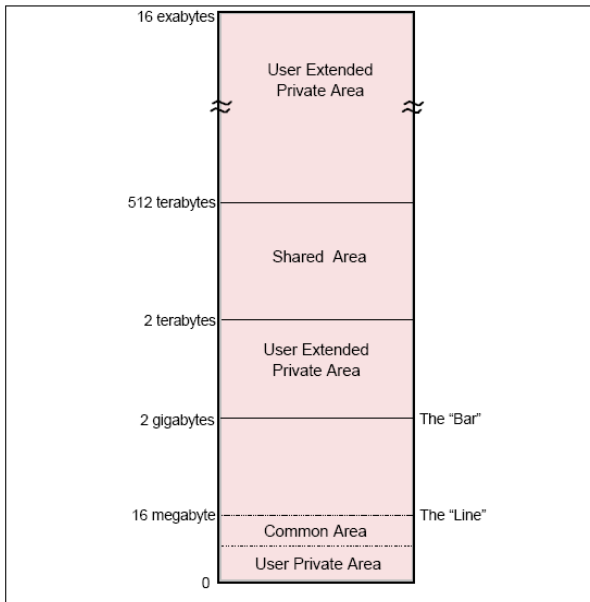 16 exabytes
User Extended
Private Area
512 terabytes
Shared Area
2 terabytes
User Extended
Private Area
2 gigabytes
The “Bar”
16 megabyte
The “Line”
Common Area
User Private Area
0